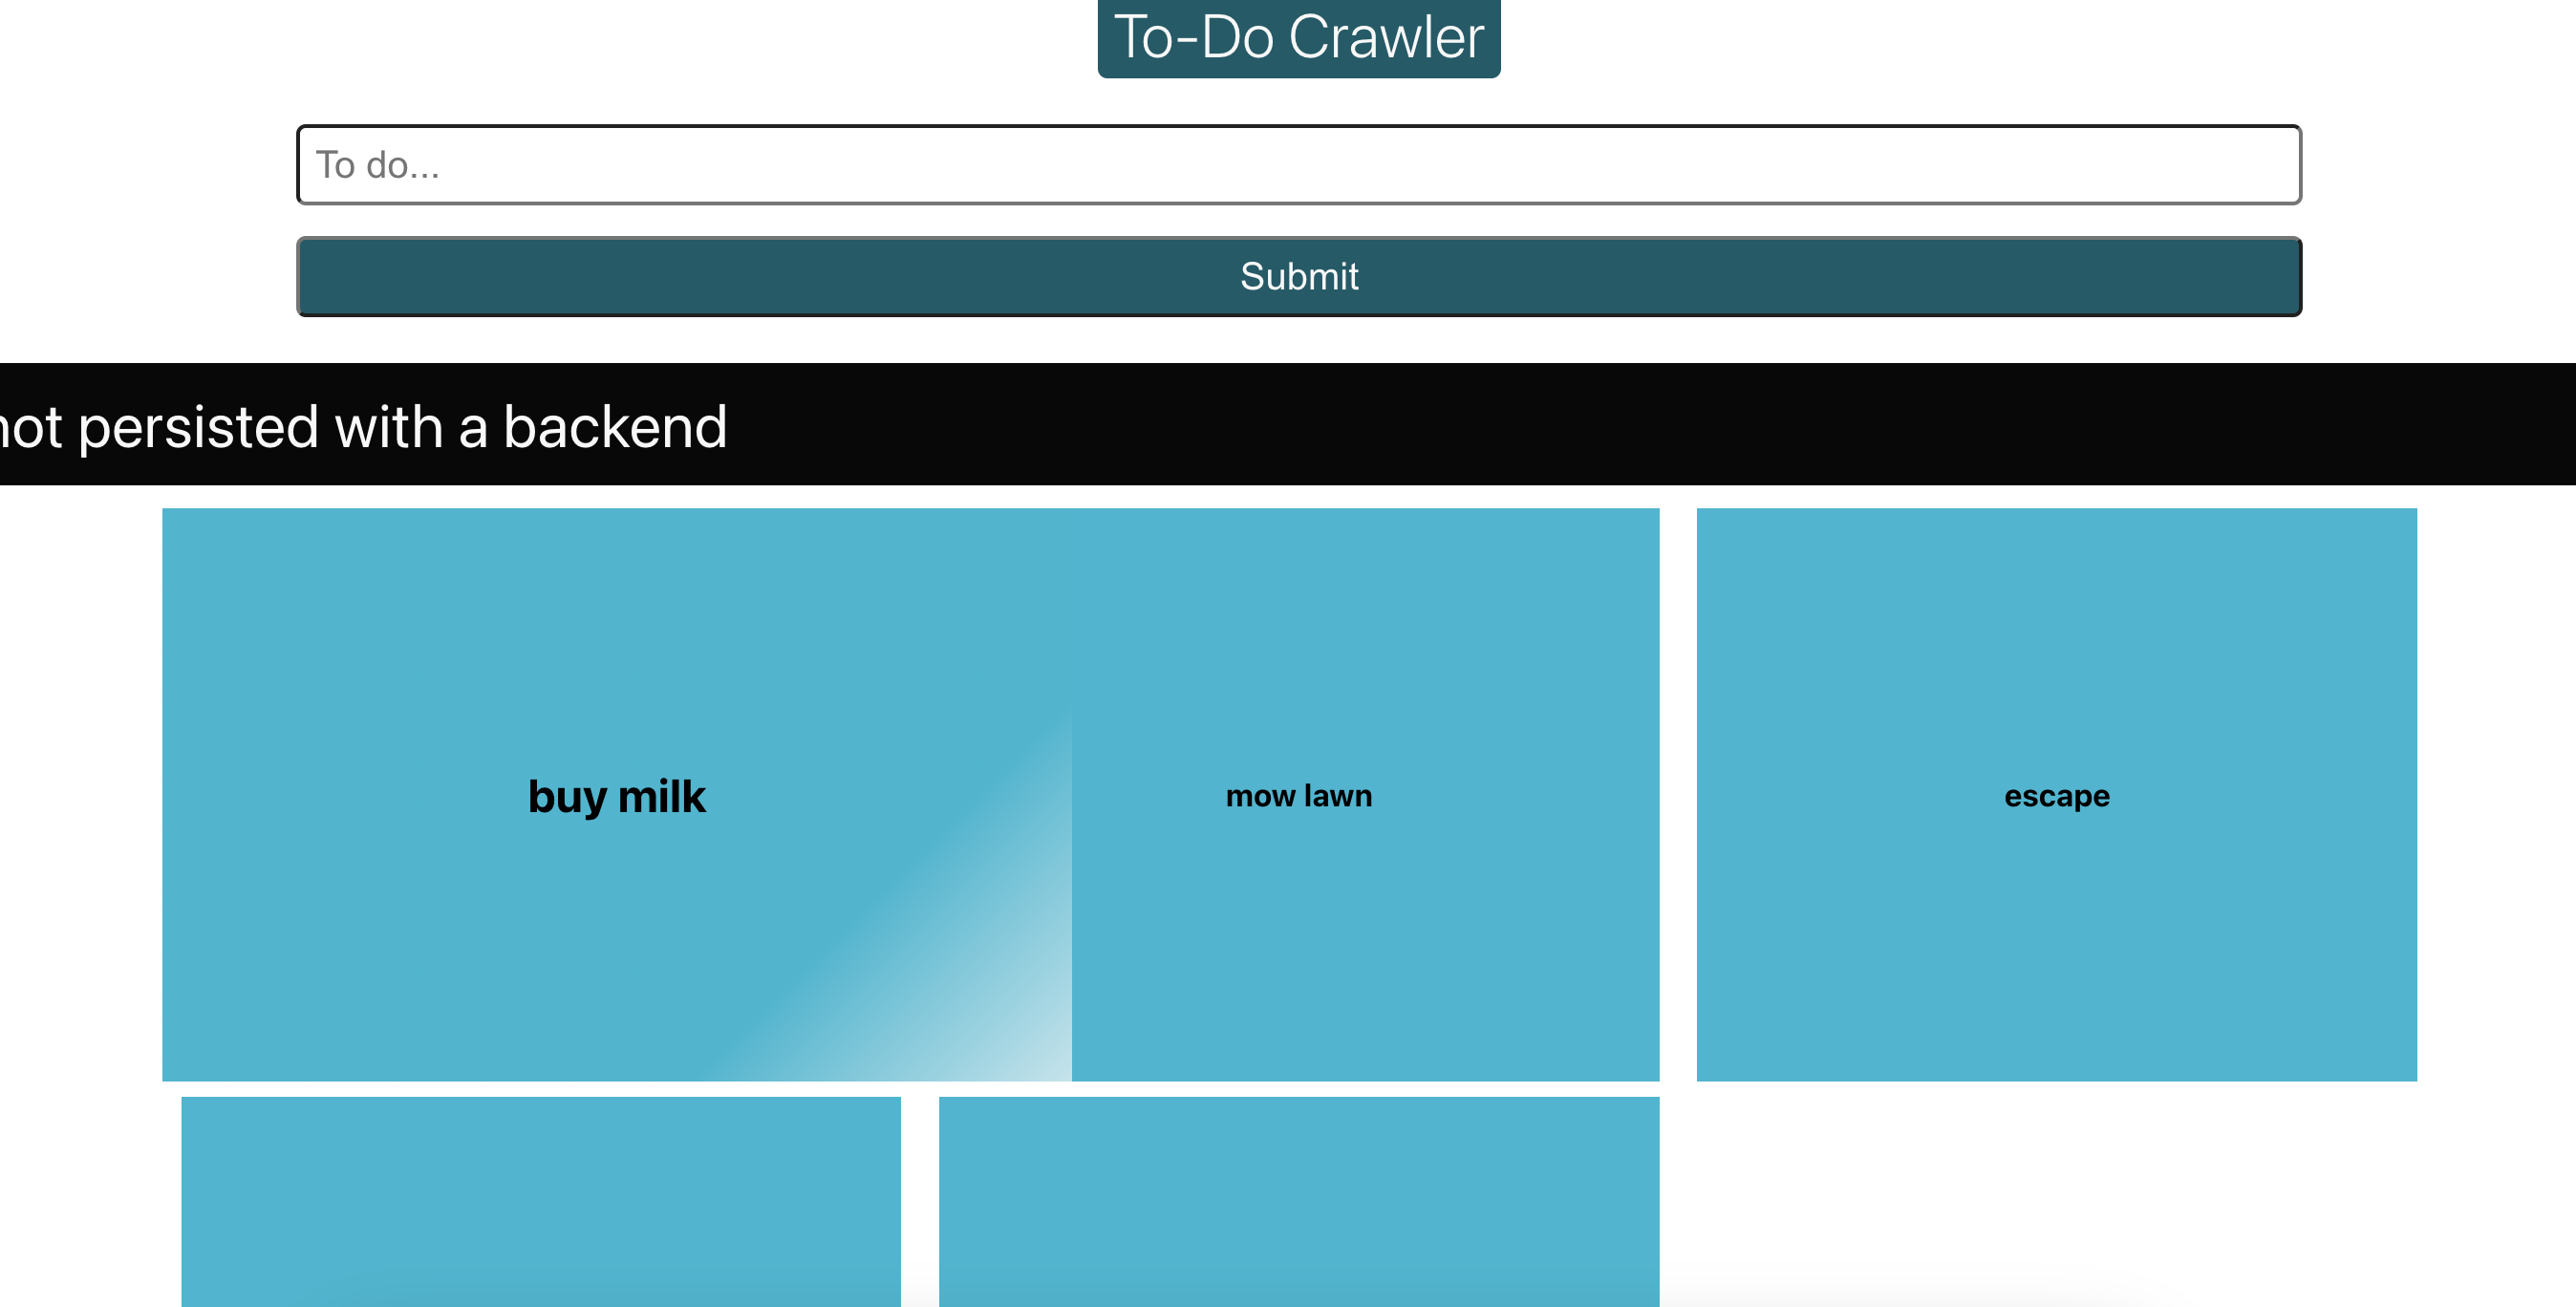 To-Do Crawler
To do...
Submit
not persisted with a backend
buy milk
mow lawn
escape